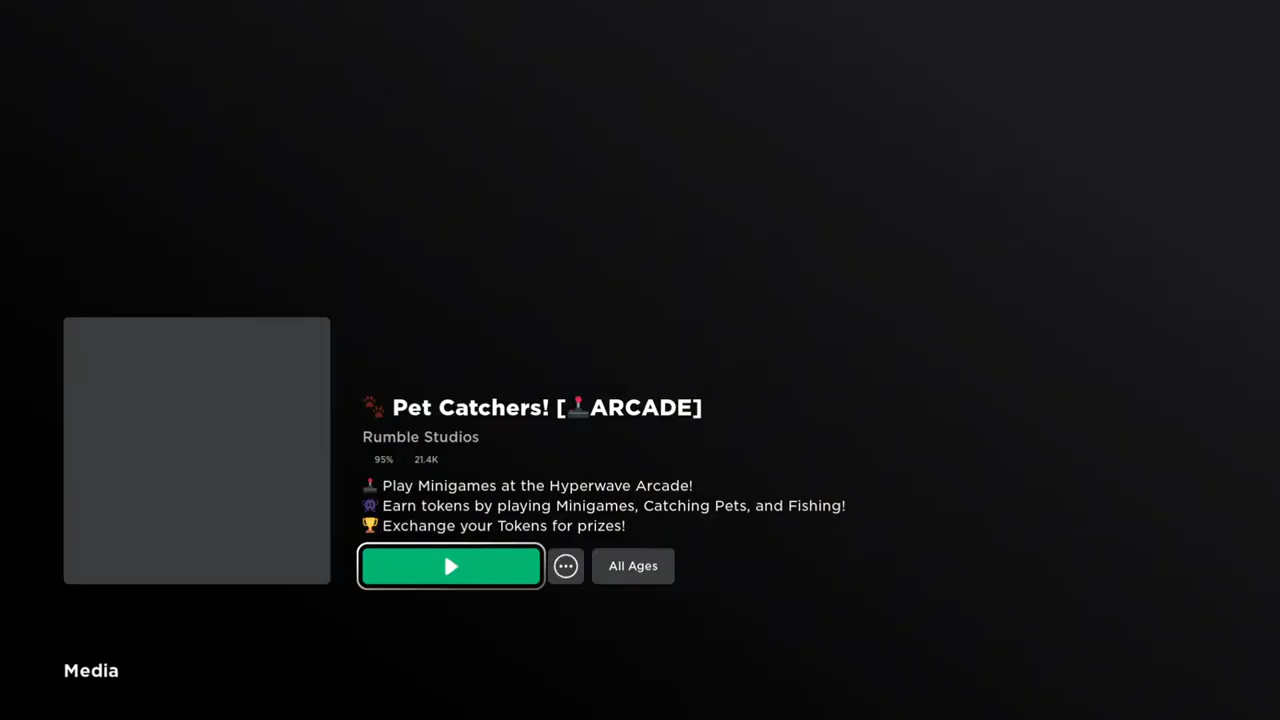 🐾 Pet Catchers! [🕹️ARCADE]
Rumble Studios
95% 21.4K
🕹️ Play Minigames at the Hyperwave Arcade!
👾 Earn tokens by playing Minigames, Catching Pets, and Fishing!
🏆 Exchange your Tokens for prizes!
All Ages
Media